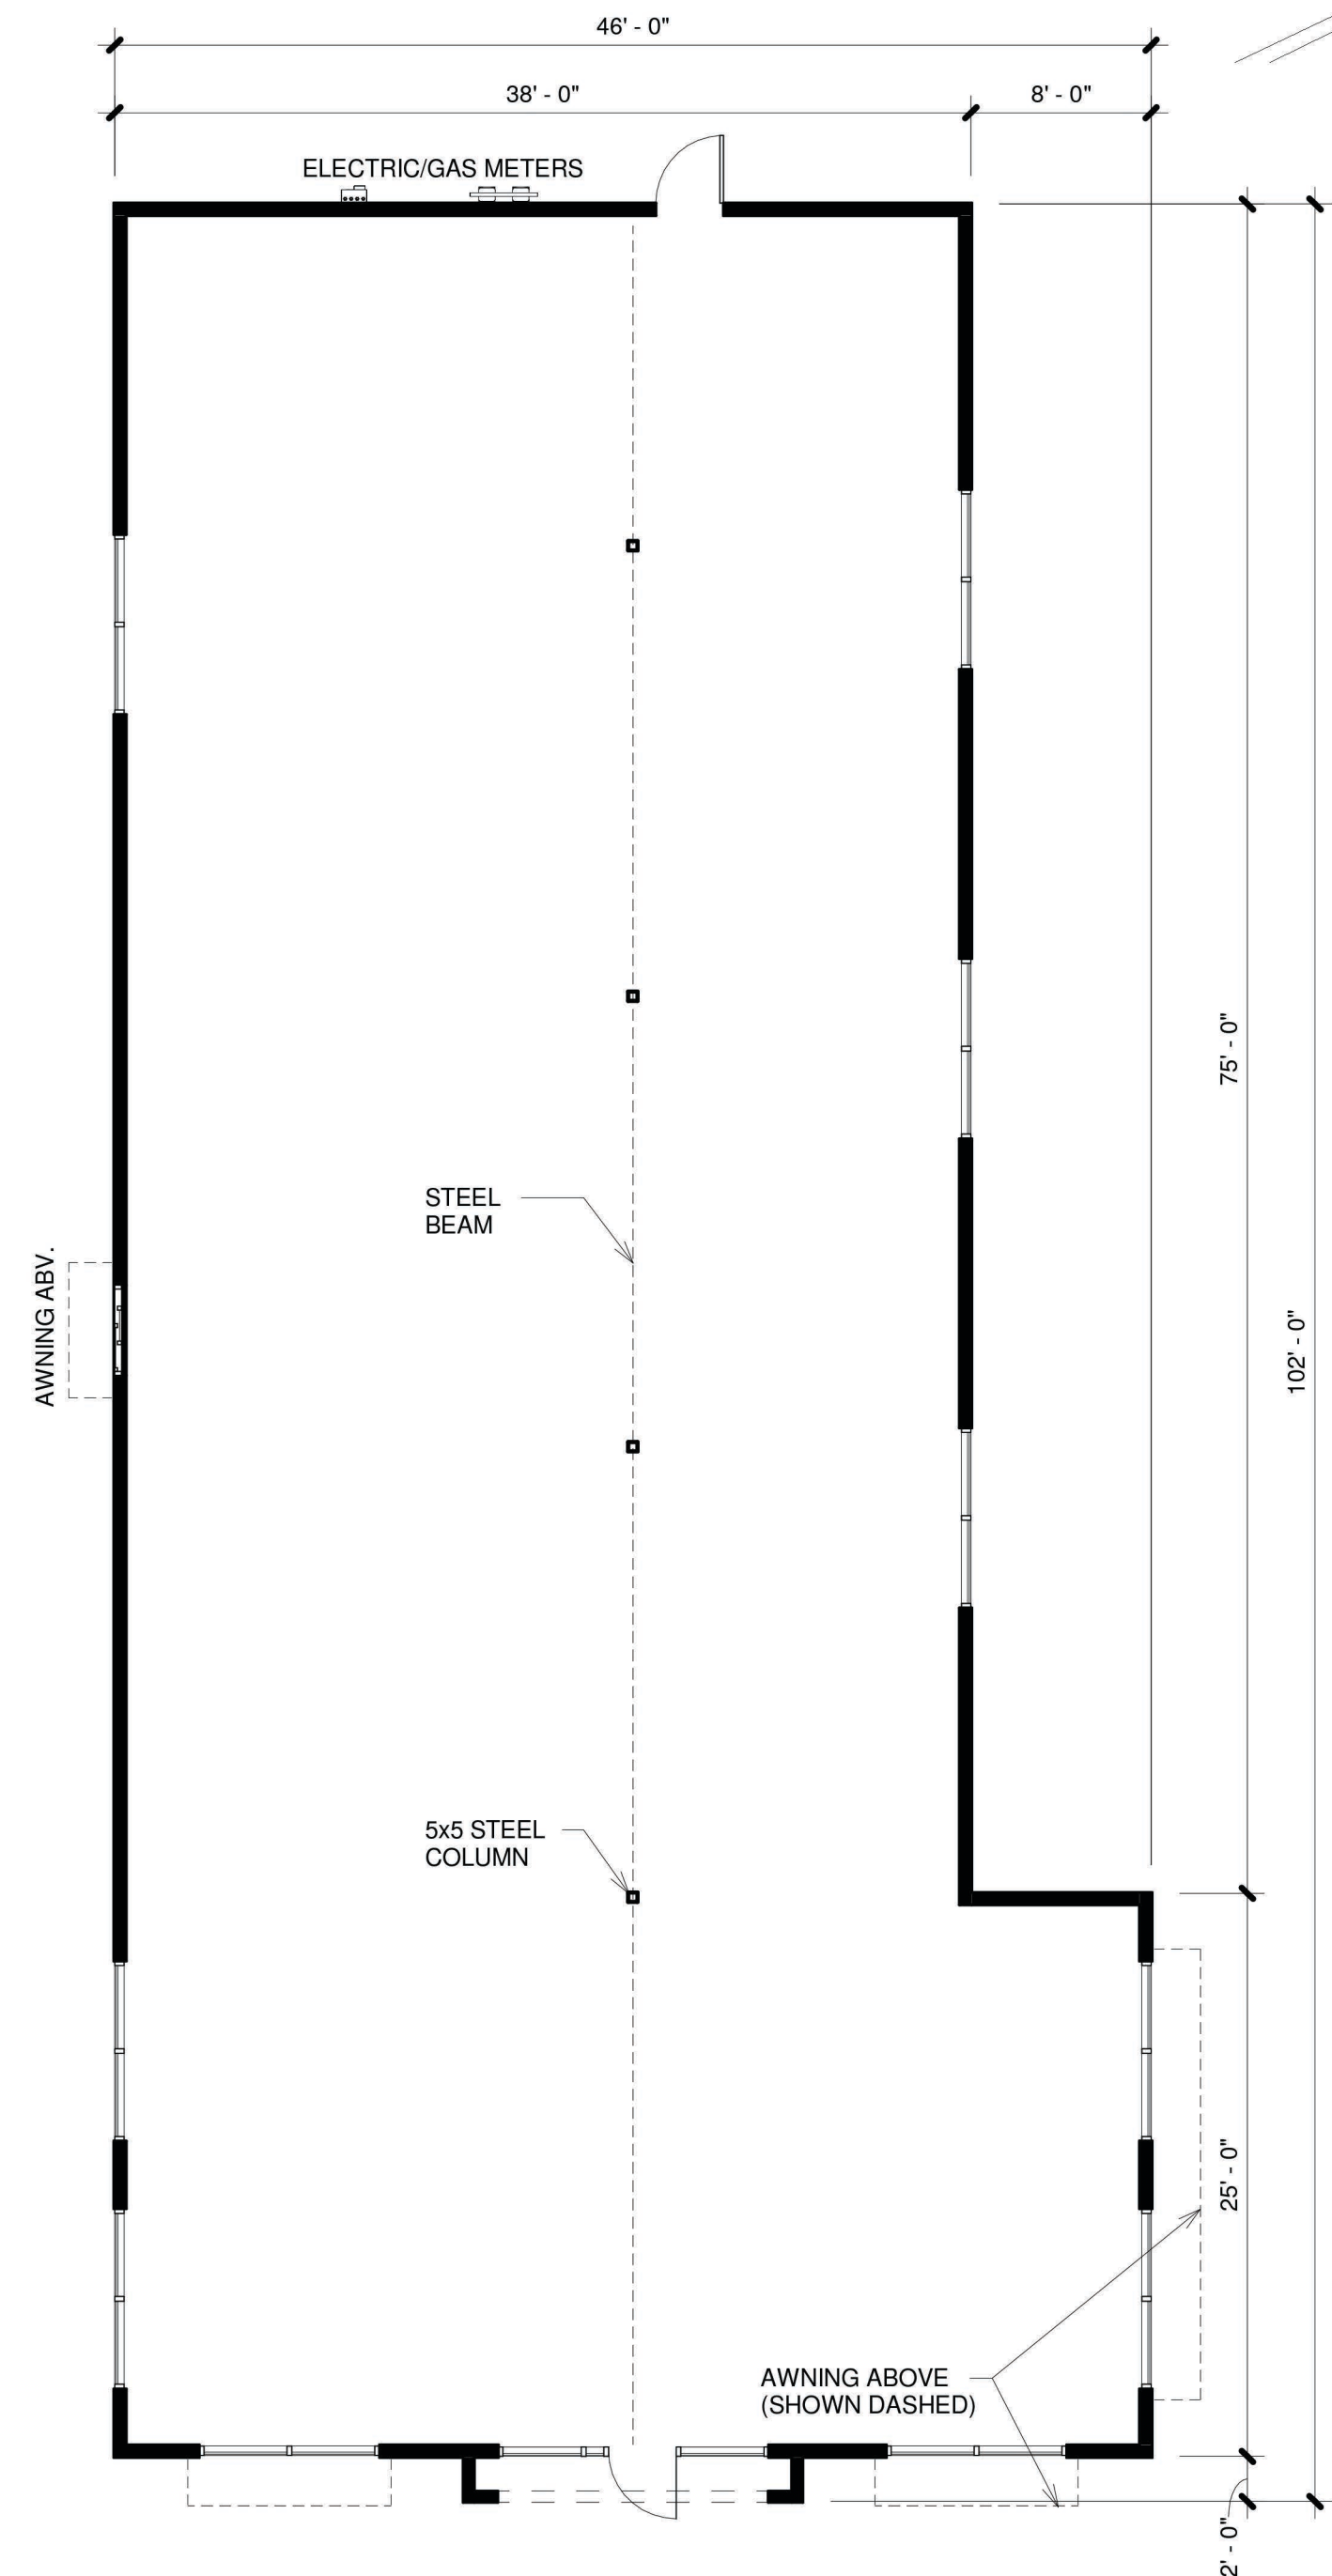 46' - 0"
38' - 0"
8' - 0"
ELECTRIC/GAS METERS
75' - 0"
STEEL
BEAM
AWNING ABV.
102' - 0"
5x5 STEEL
COLUMN
25' - 0"
AWNING ABOVE
(SHOWN DASHED)
2' - 0"